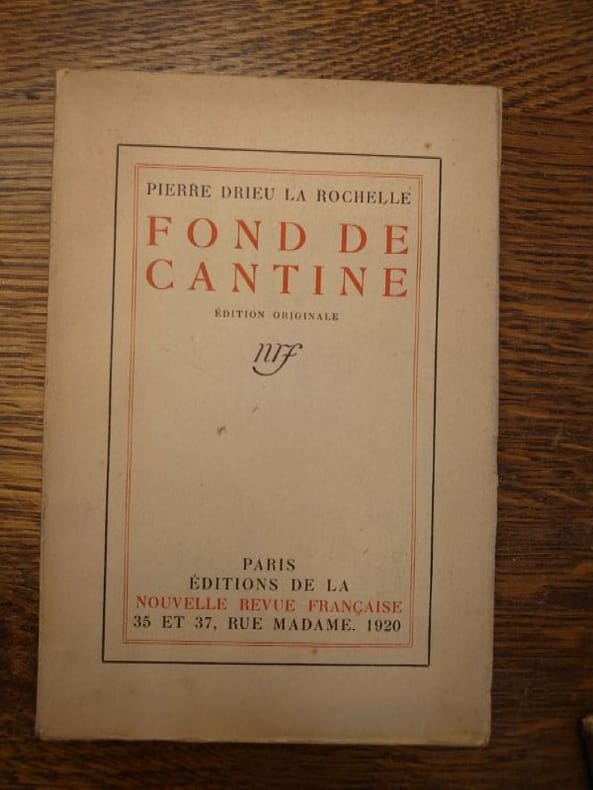 PIERRE DRIEU LA ROCHELLE
FOND DE
CANTINE
ÉDITION ORIGINALE
nrf
PARIS
ÉDITIONS DE LA
NOUVELLE REVUE FRANÇAISE
35 ET 37, RUE MADAME. 1920